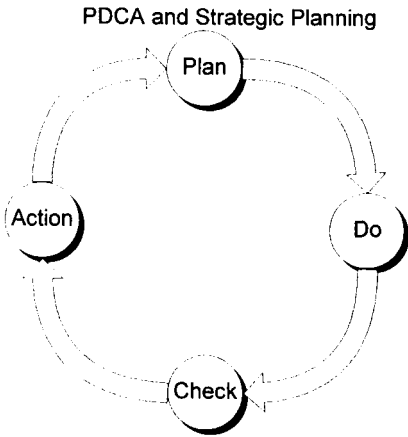 PDCA and Strategic Planning
Plan
Do
Check
Action